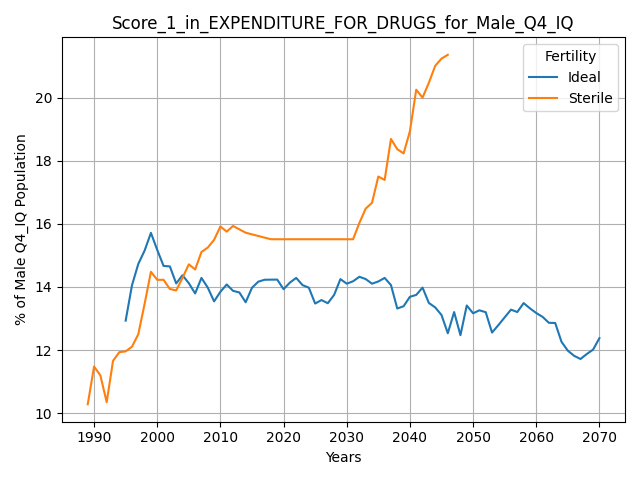 Score_1_in_EXPENDITURE_FOR_DRUGS_for_Male_Q4_IQ
Fertility
Ideal
Sterile
% of Male Q4_IQ Population
20
18
16
14
12
10
1990 2000 2010 2020 2030 2040 2050 2060 2070
Years